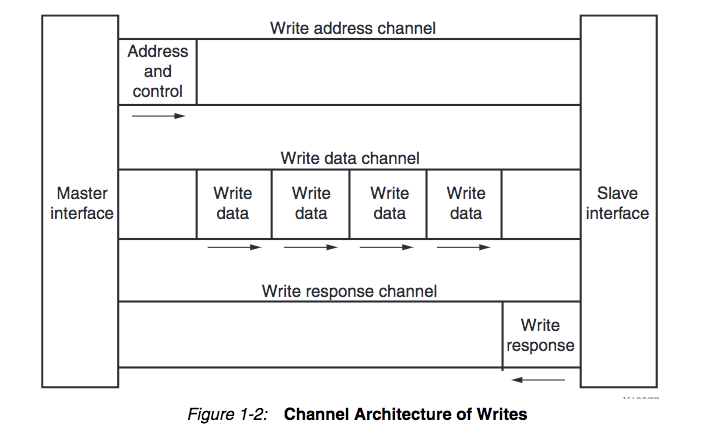 Write address channel
Address
and
control
Write data channel
Master
interface
Write
data
Write
data
Write
data
Write
data
Slave
interface
Write response channel
Write
response
Figure 1-2: Channel Architecture of Writes